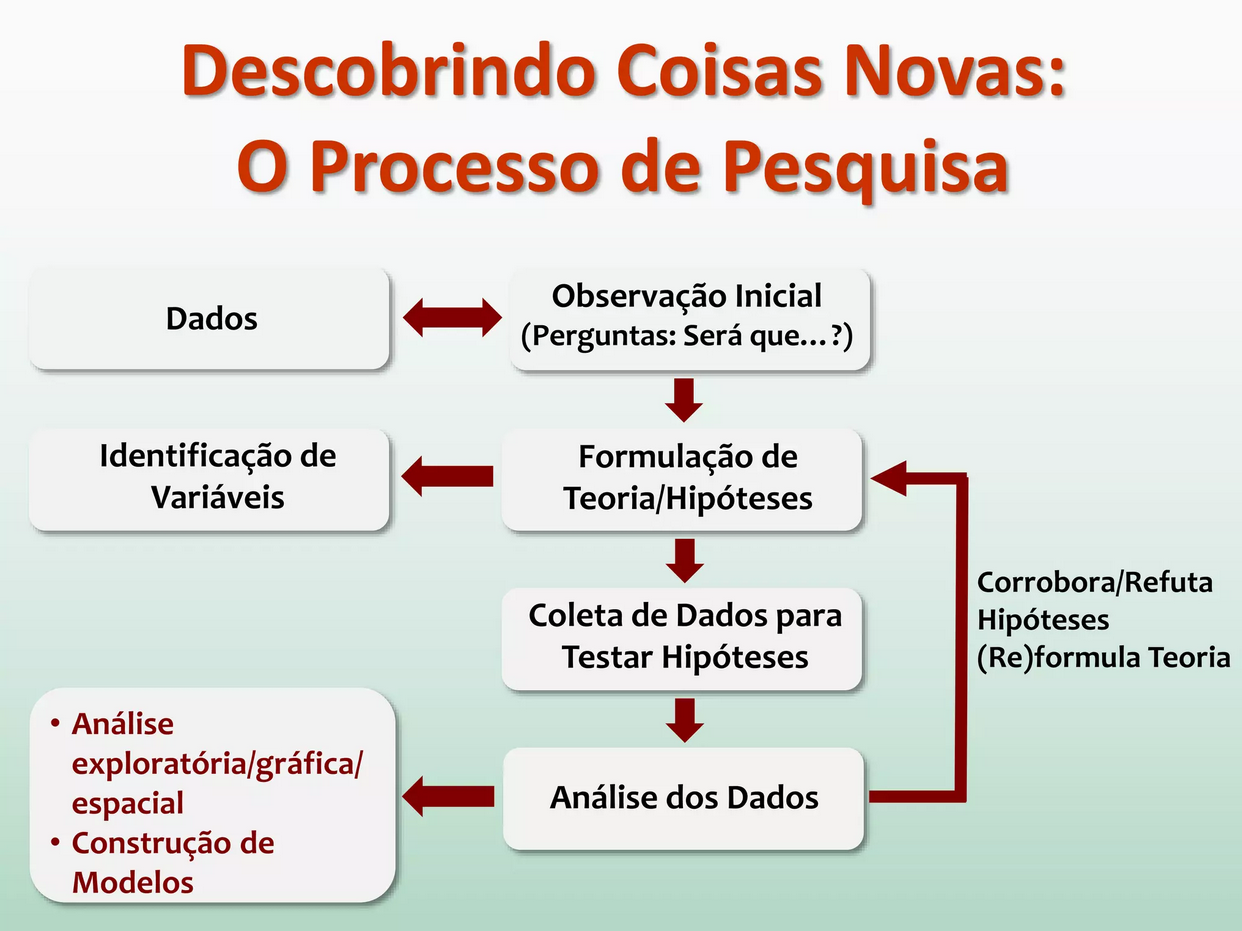 Descobrindo Coisas Novas:
O Processo de Pesquisa
Dados
Observação Inicial
(Perguntas: Será que...?)
Identificação de
Variáveis
Formulação de
Teoria/Hipóteses
Coleta de Dados para
Testar Hipóteses
Corrobora/Refuta
Hipóteses
(Re)formula Teoria
• Análise
exploratória/gráfica/
espacial
• Construção de
Modelos
Análise dos Dados